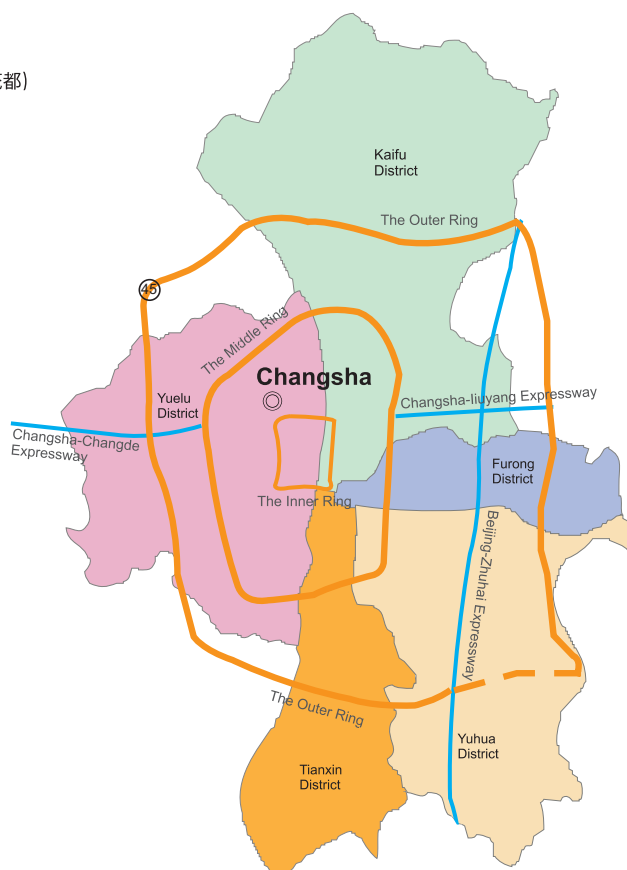 都)
Kaifu
District
The Outer Ring
45
The Middle Ring
Changsha
Yuelu
District
Changsha-liuyang Expressway
Changsha-Changde
Expressway
Furong
District
The Inner Ring
Beijing-Zhuhai Expressway
The Outer Ring
Yuhua
District
Tianxin
District